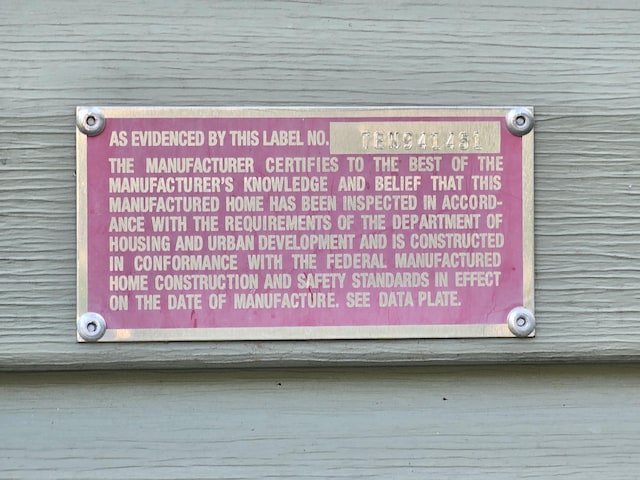 AS EVIDENCED BY THIS LABEL NO. TEN941451
THE MANUFACTURER CERTIFIES TO THE BEST OF THE
MANUFACTURER'S KNOWLEDGE AND BELIEF THAT THIS
MANUFACTURED HOME HAS BEEN INSPECTED IN ACCORD-
ANCE WITH THE REQUIREMENTS OF THE DEPARTMENT OF
HOUSING AND URBAN DEVELOPMENT AND IS CONSTRUCTED
IN CONFORMANCE WITH THE FEDERAL MANUFACTURED
HOME CONSTRUCTION AND SAFETY STANDARDS IN EFFECT
ON THE DATE OF MANUFACTURE. SEE DATA PLATE.